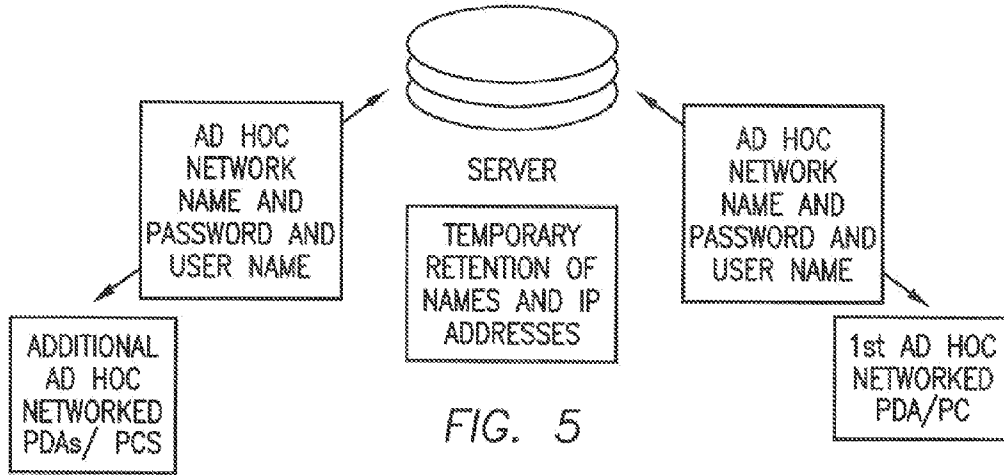 AD HOC
NETWORK
NAME AND
PASSWORD AND
USER NAME
SERVER
TEMPORARY
RETENTION OF
NAMES AND IP
ADDRESSES
AD HOC
NETWORK
NAME AND
PASSWORD AND
USER NAME
ADDITIONAL
AD HOC
NETWORKED
PDAs/ PCS
1st AD HOC
NETWORKED
PDA/PC
FIG. 5